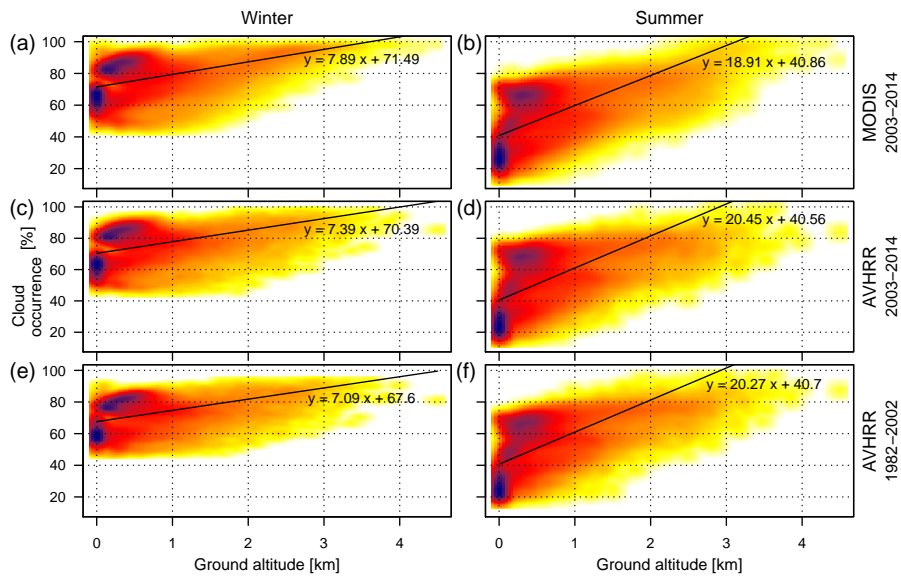 Winter
Summer
(a)
y = 7.89 x + 71.49
100
80
60
40
20
(b)
y = 18.91 x + 40.86
MODIS
2003−2014
(c)
y = 7.39 x + 70.39
100
80
60
40
20
Cloud
occurrence
[%]
(d)
y = 20.45 x + 40.56
AVHRR
2003−2014
(e)
y = 7.09 x + 67.6
100
80
60
40
20
(f)
y = 20.27 x + 40.7
AVHRR
1982−2002
0 1 2 3 4
0 1 2 3 4
Ground altitude [km]
Ground altitude [km]